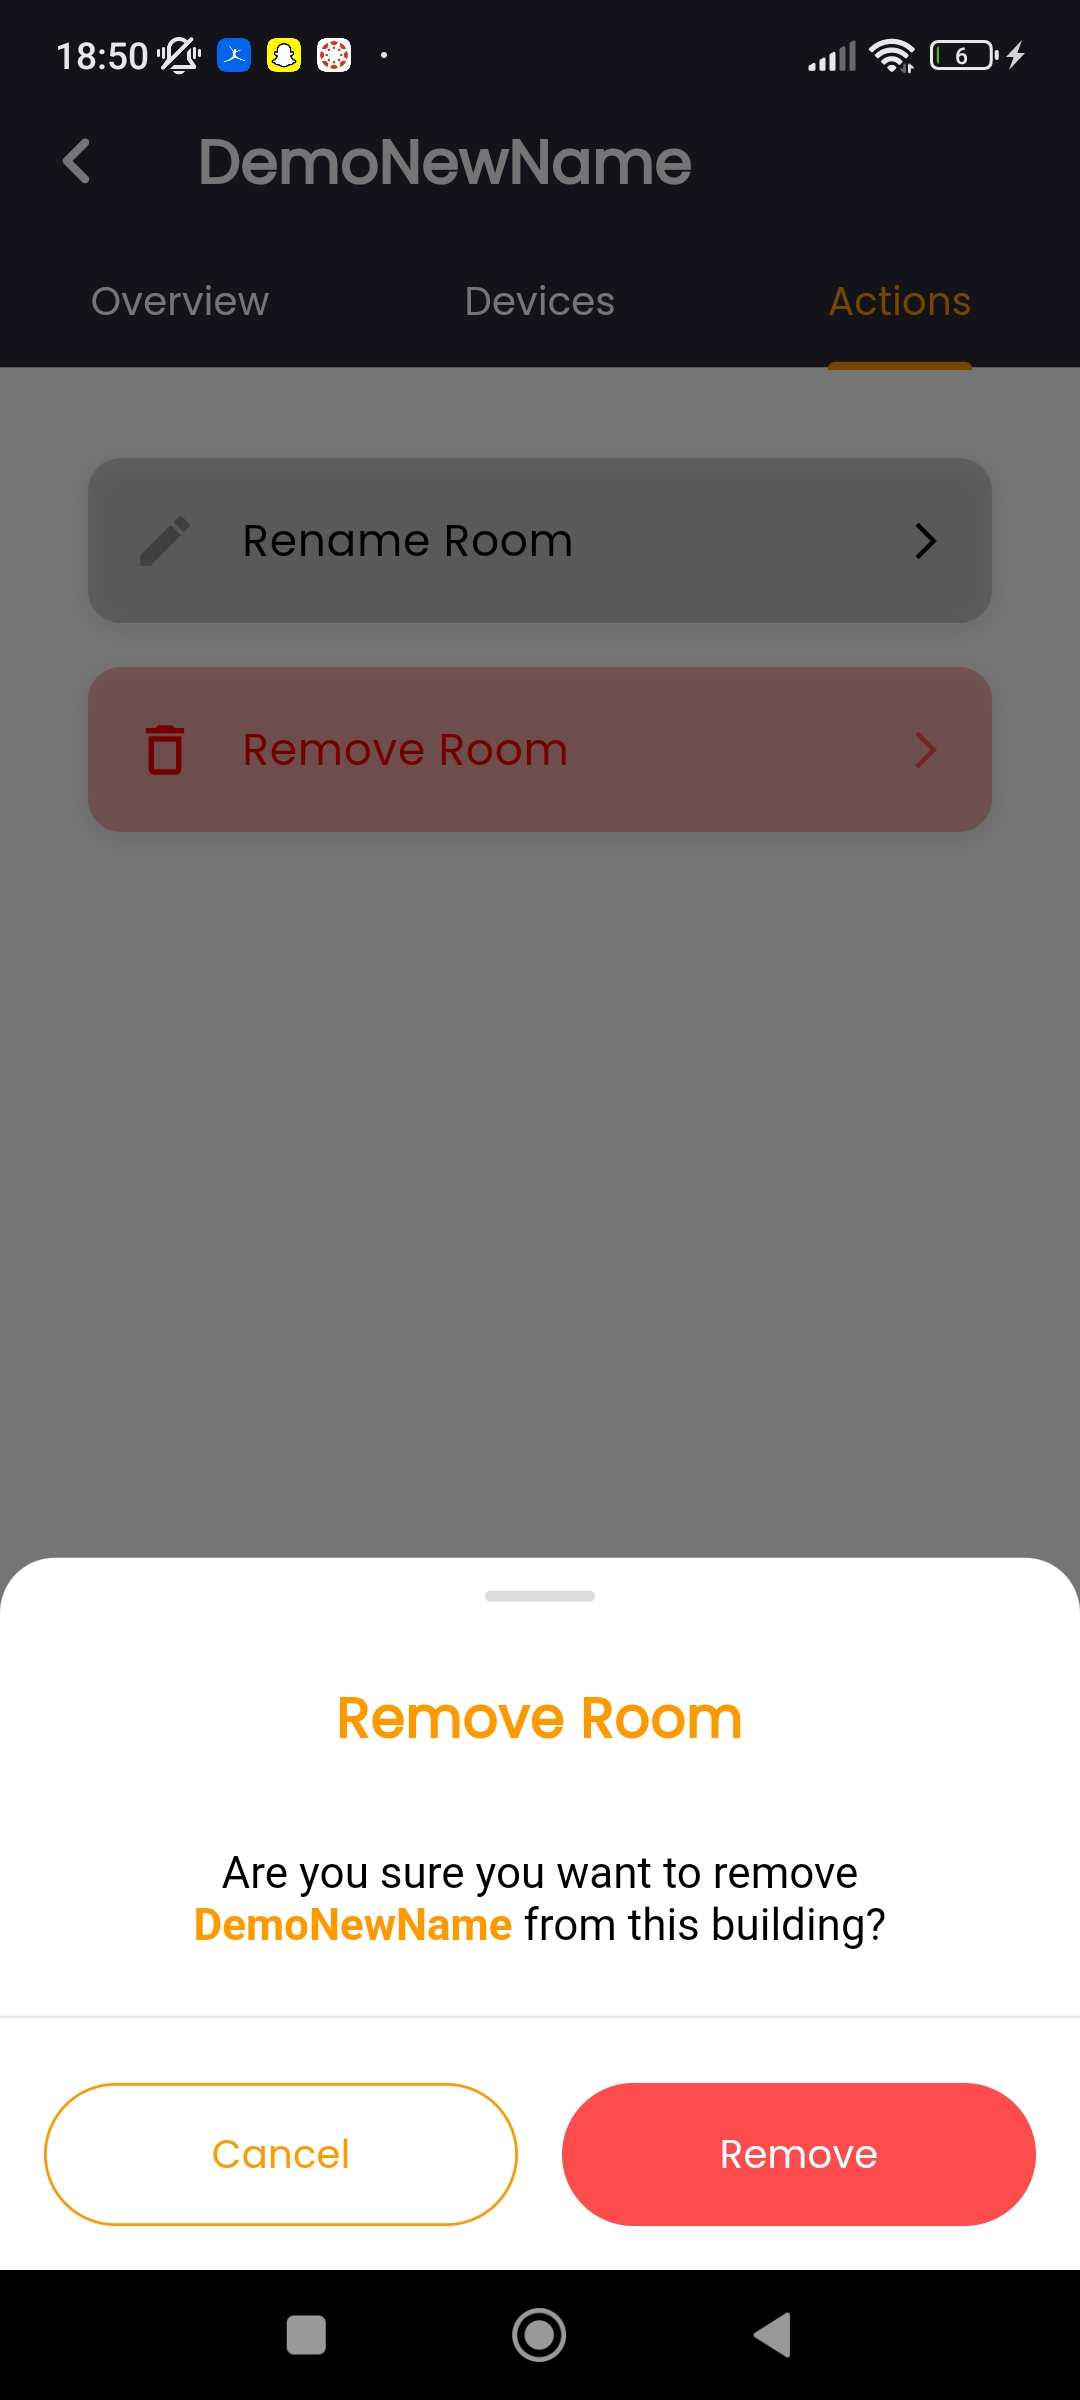 18:50
6
DemoNewName
Overview Devices Actions
Rename Room
Remove Room
Remove Room
Are you sure you want to remove
DemoNewName from this building?
Cancel Remove